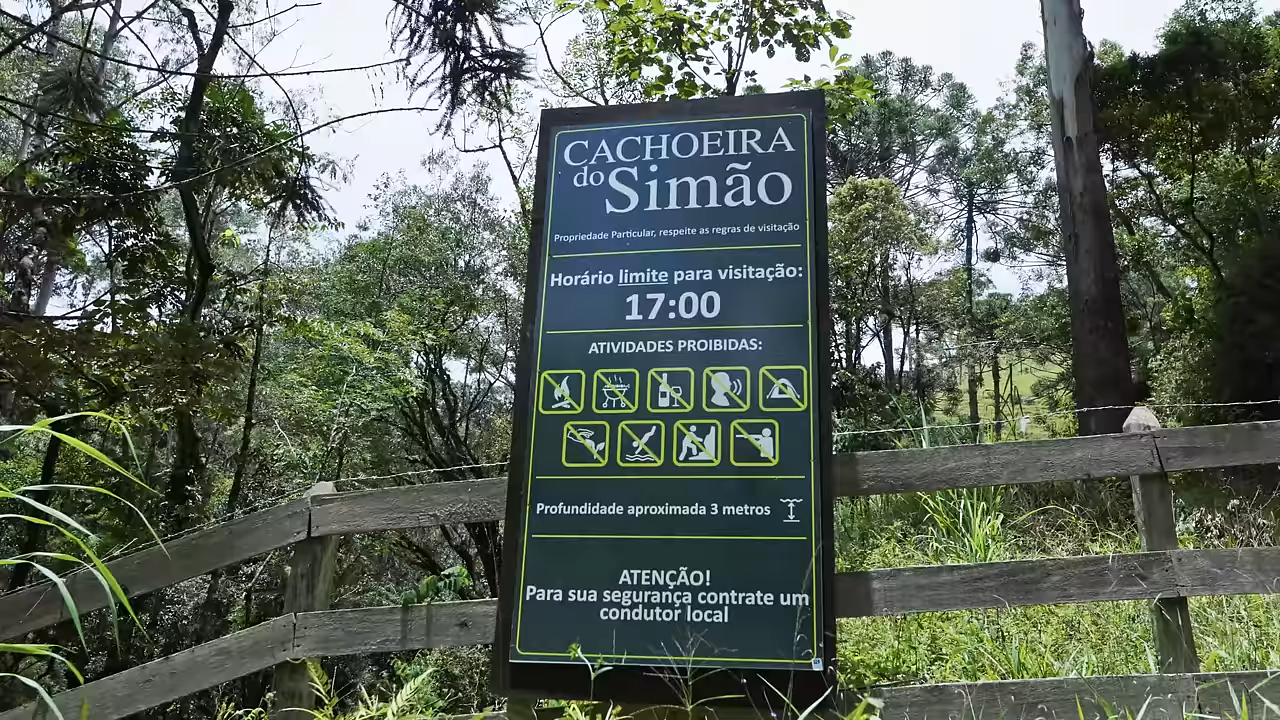 CACHOEIRA
do Simão
Propriedade Particular, respeite as regras de visitação
Horário limite para visitação:
17:00
ATIVIDADES PROIBIDAS:
Profundidade aproximada 3 metros
ATENÇÃO!
Para sua segurança contrate um
condutor local